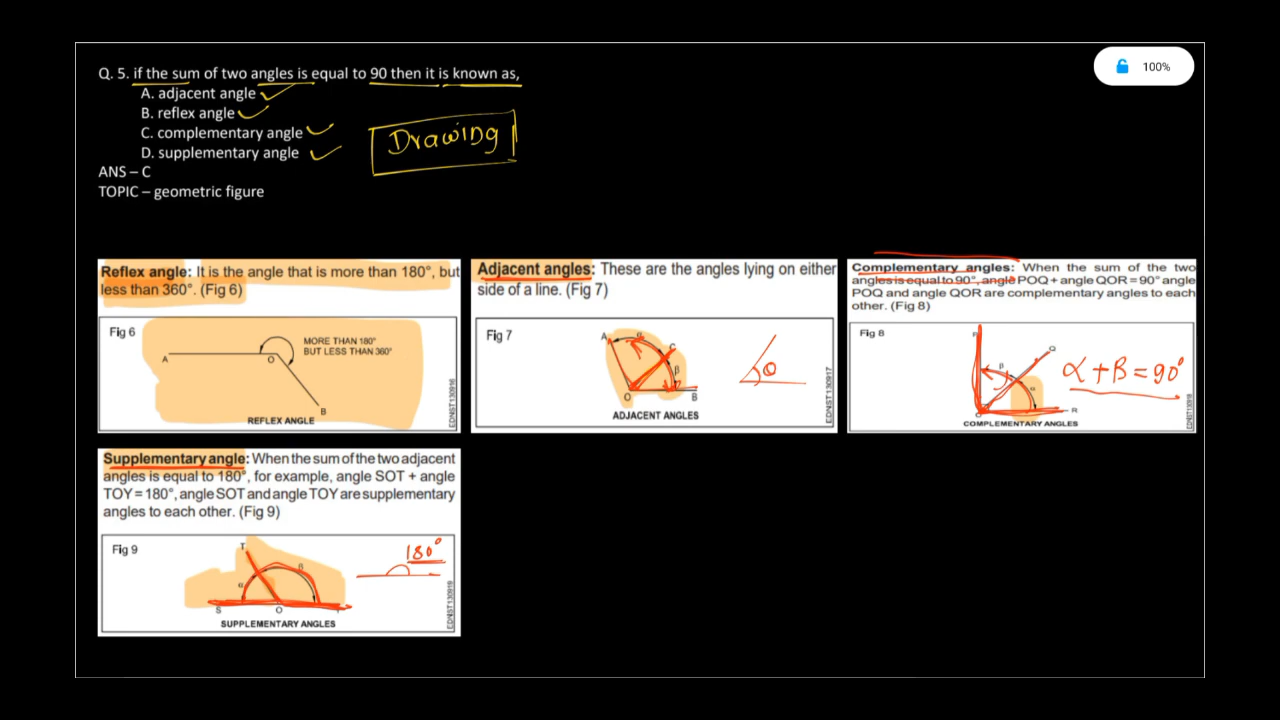 Q. 5. if the sum of two angles is equal to 90 then it is known as,
A. adjacent angle
B. reflex angle
C. complementary angle
D. supplementary angle
ANS – C
TOPIC – geometric figure
Drawing
100%
Reflex angle: It is the angle that is more than 180°, but
less than 360°. (Fig 6)
Fig 6
MORE THAN 180°
BUT LESS THAN 360°
A
O
B
REFLEX ANGLE
EDNST130916
Adjacent angles: These are the angles lying on either
side of a line. (Fig 7)
Fig 7
A
α
C
β
O
B
ADJACENT ANGLES
EDNST130917
Complementary angles: When the sum of the two
angles is equal to 90°, angle POQ + angle QOR = 90° angle
POQ and angle QOR are complementary angles to each
other. (Fig 8)
Fig 8
Q
β
α
R
α + β = 90°
COMPLEMENTARY ANGLES
Supplementary angle: When the sum of the two adjacent
angles is equal to 180°, for example, angle SOT + angle
TOY = 180°, angle SOT and angle TOY are supplementary
angles to each other. (Fig 9)
Fig 9
T
180°
β
α
S
O
SUPPLEMENTARY ANGLES
EDNST130919